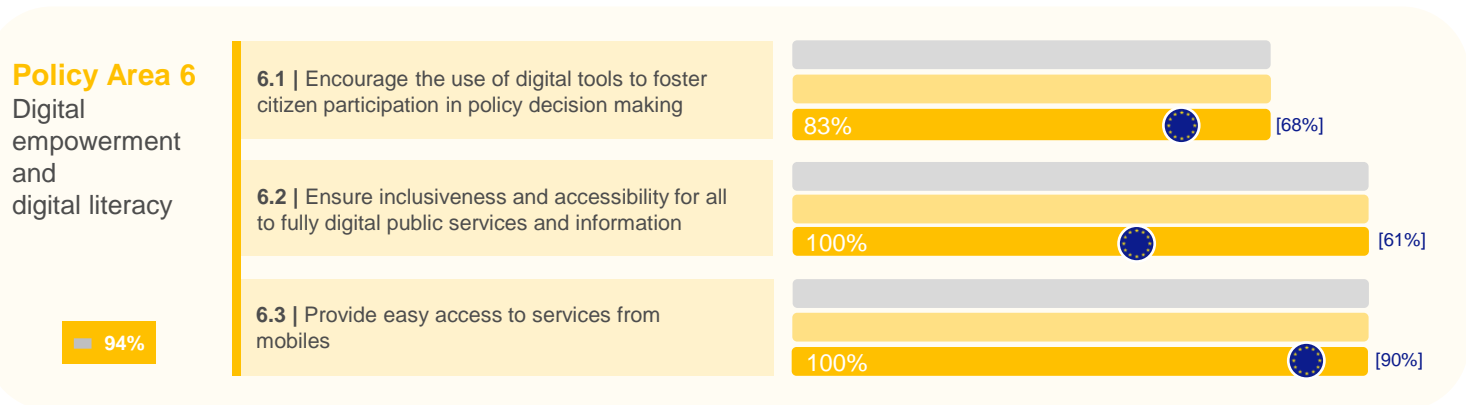 Policy Area 6
Digital
empowerment
and
digital literacy
94%
6.1 | Encourage the use of digital tools to foster
citizen participation in policy decision making
83%
[68%]
6.2 | Ensure inclusiveness and accessibility for all
to fully digital public services and information
100%
[61%]
6.3 | Provide easy access to services from
mobiles
100%
[90%]